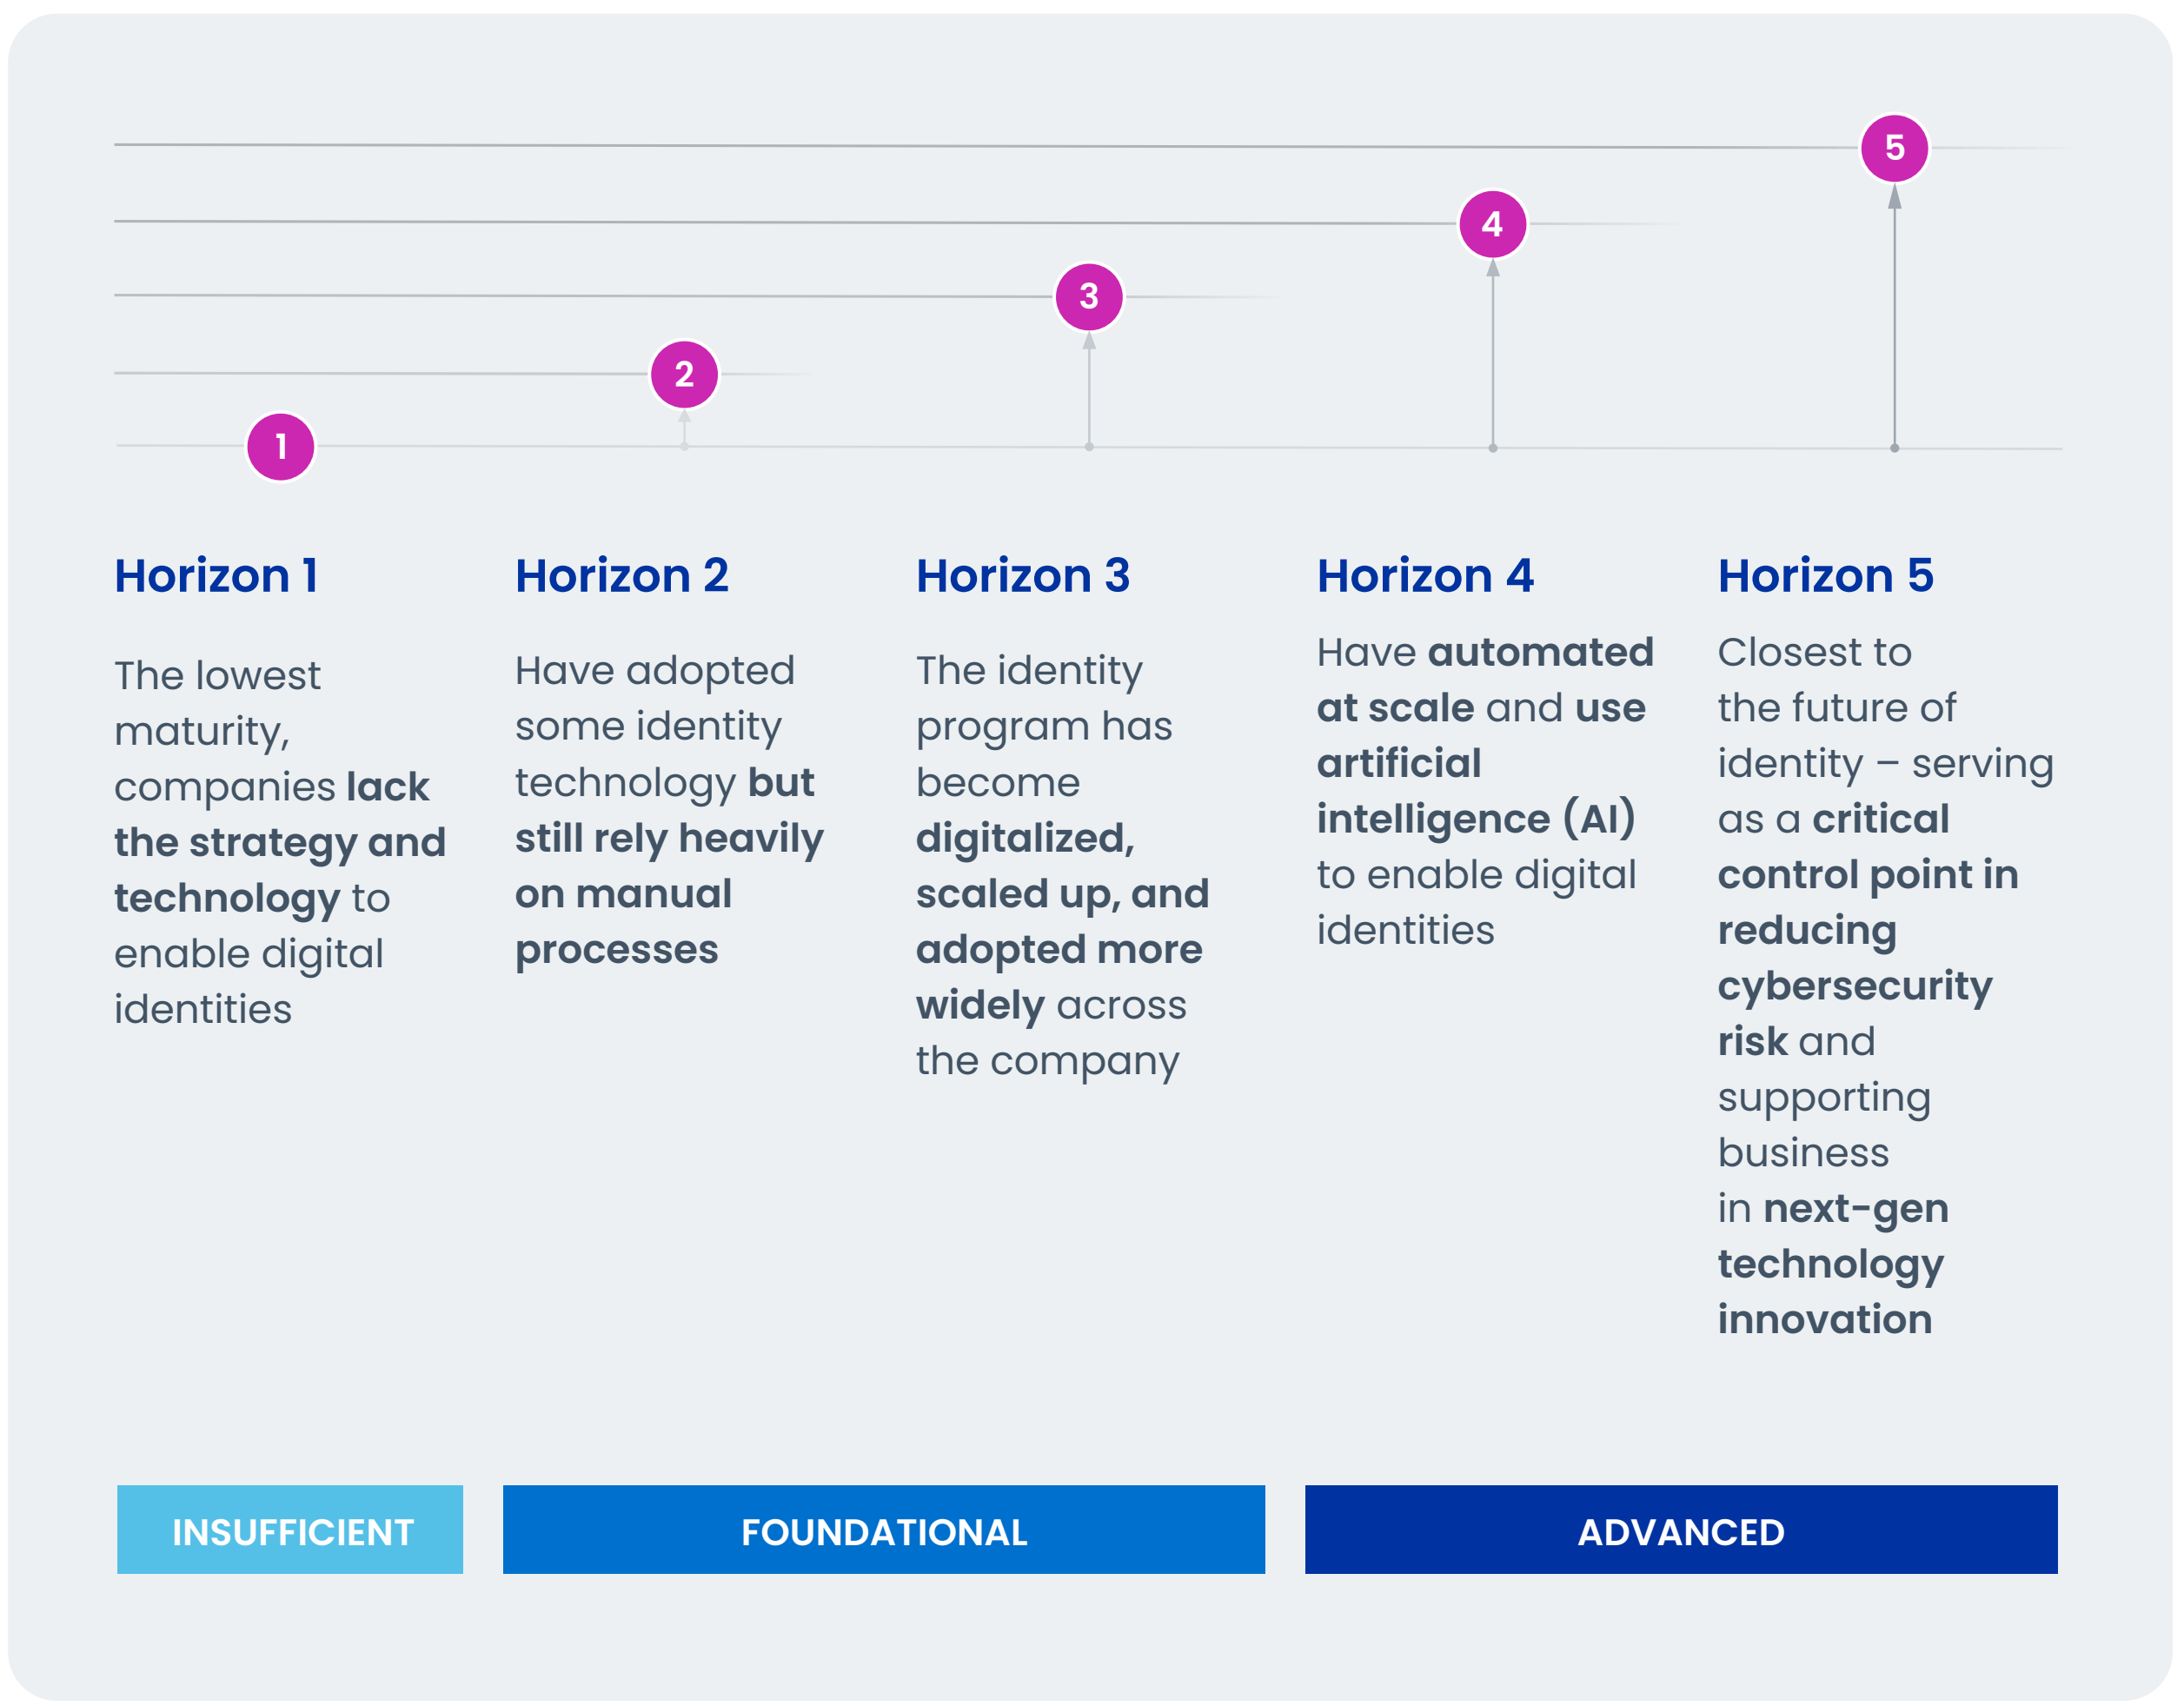 5
4
3
2
1
Horizon 1
The lowest
maturity,
companies lack
the strategy and
technology to
enable digital
identities
Horizon 2
Have adopted
some identity
technology but
still rely heavily
on manual
processes
Horizon 3
The identity
program has
become
digitalized,
scaled up, and
adopted more
widely across
the company
Horizon 4
Have automated
at scale and use
artificial
intelligence (AI)
to enable digital
identities
Horizon 5
Closest to
the future of
identity – serving
as a critical
control point in
reducing
cybersecurity
risk and
supporting
business
in next-gen
technology
innovation
INSUFFICIENT
FOUNDATIONAL
ADVANCED